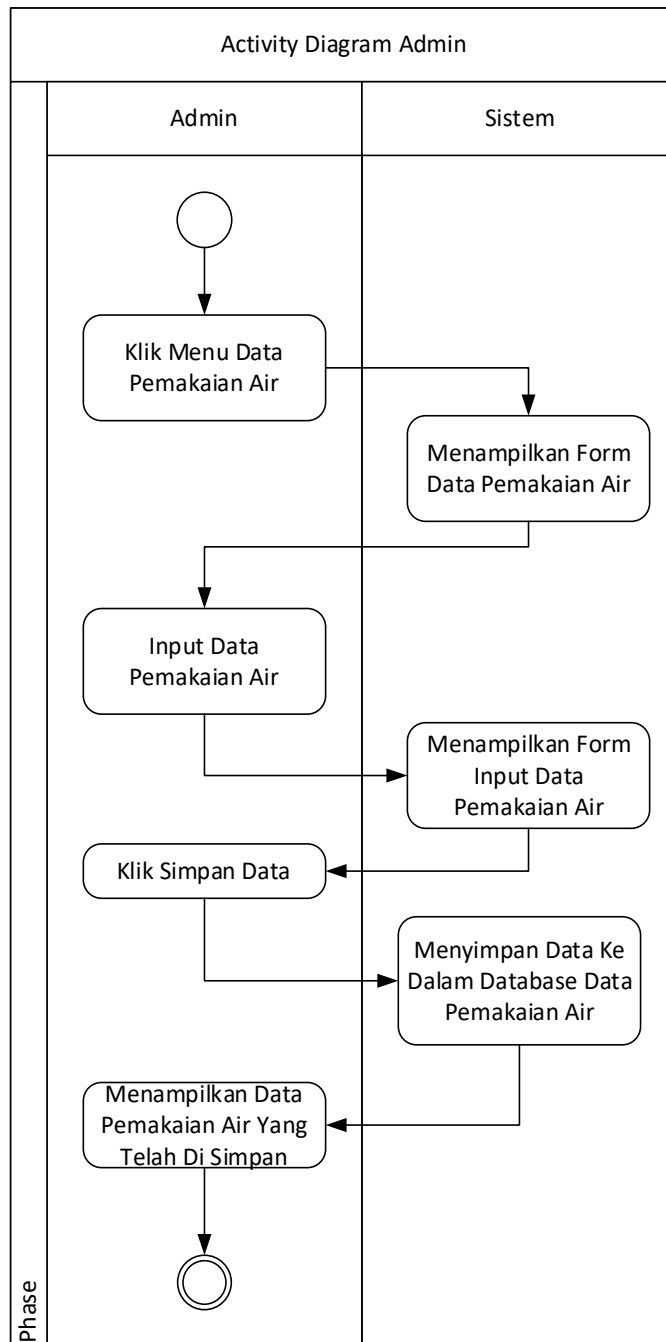 Activity Diagram Admin
Admin
Sistem
Klik Menu Data
Pemakaian Air
Menampilkan Form
Data Pemakaian Air
Input Data
Pemakaian Air
Menampilkan Form
Input Data
Pemakaian Air
Klik Simpan Data
Menyimpan Data Ke
Dalam Database Data
Pemakaian Air
Menampilkan Data
Pemakaian Air Yang
Telah Di Simpan
Phase